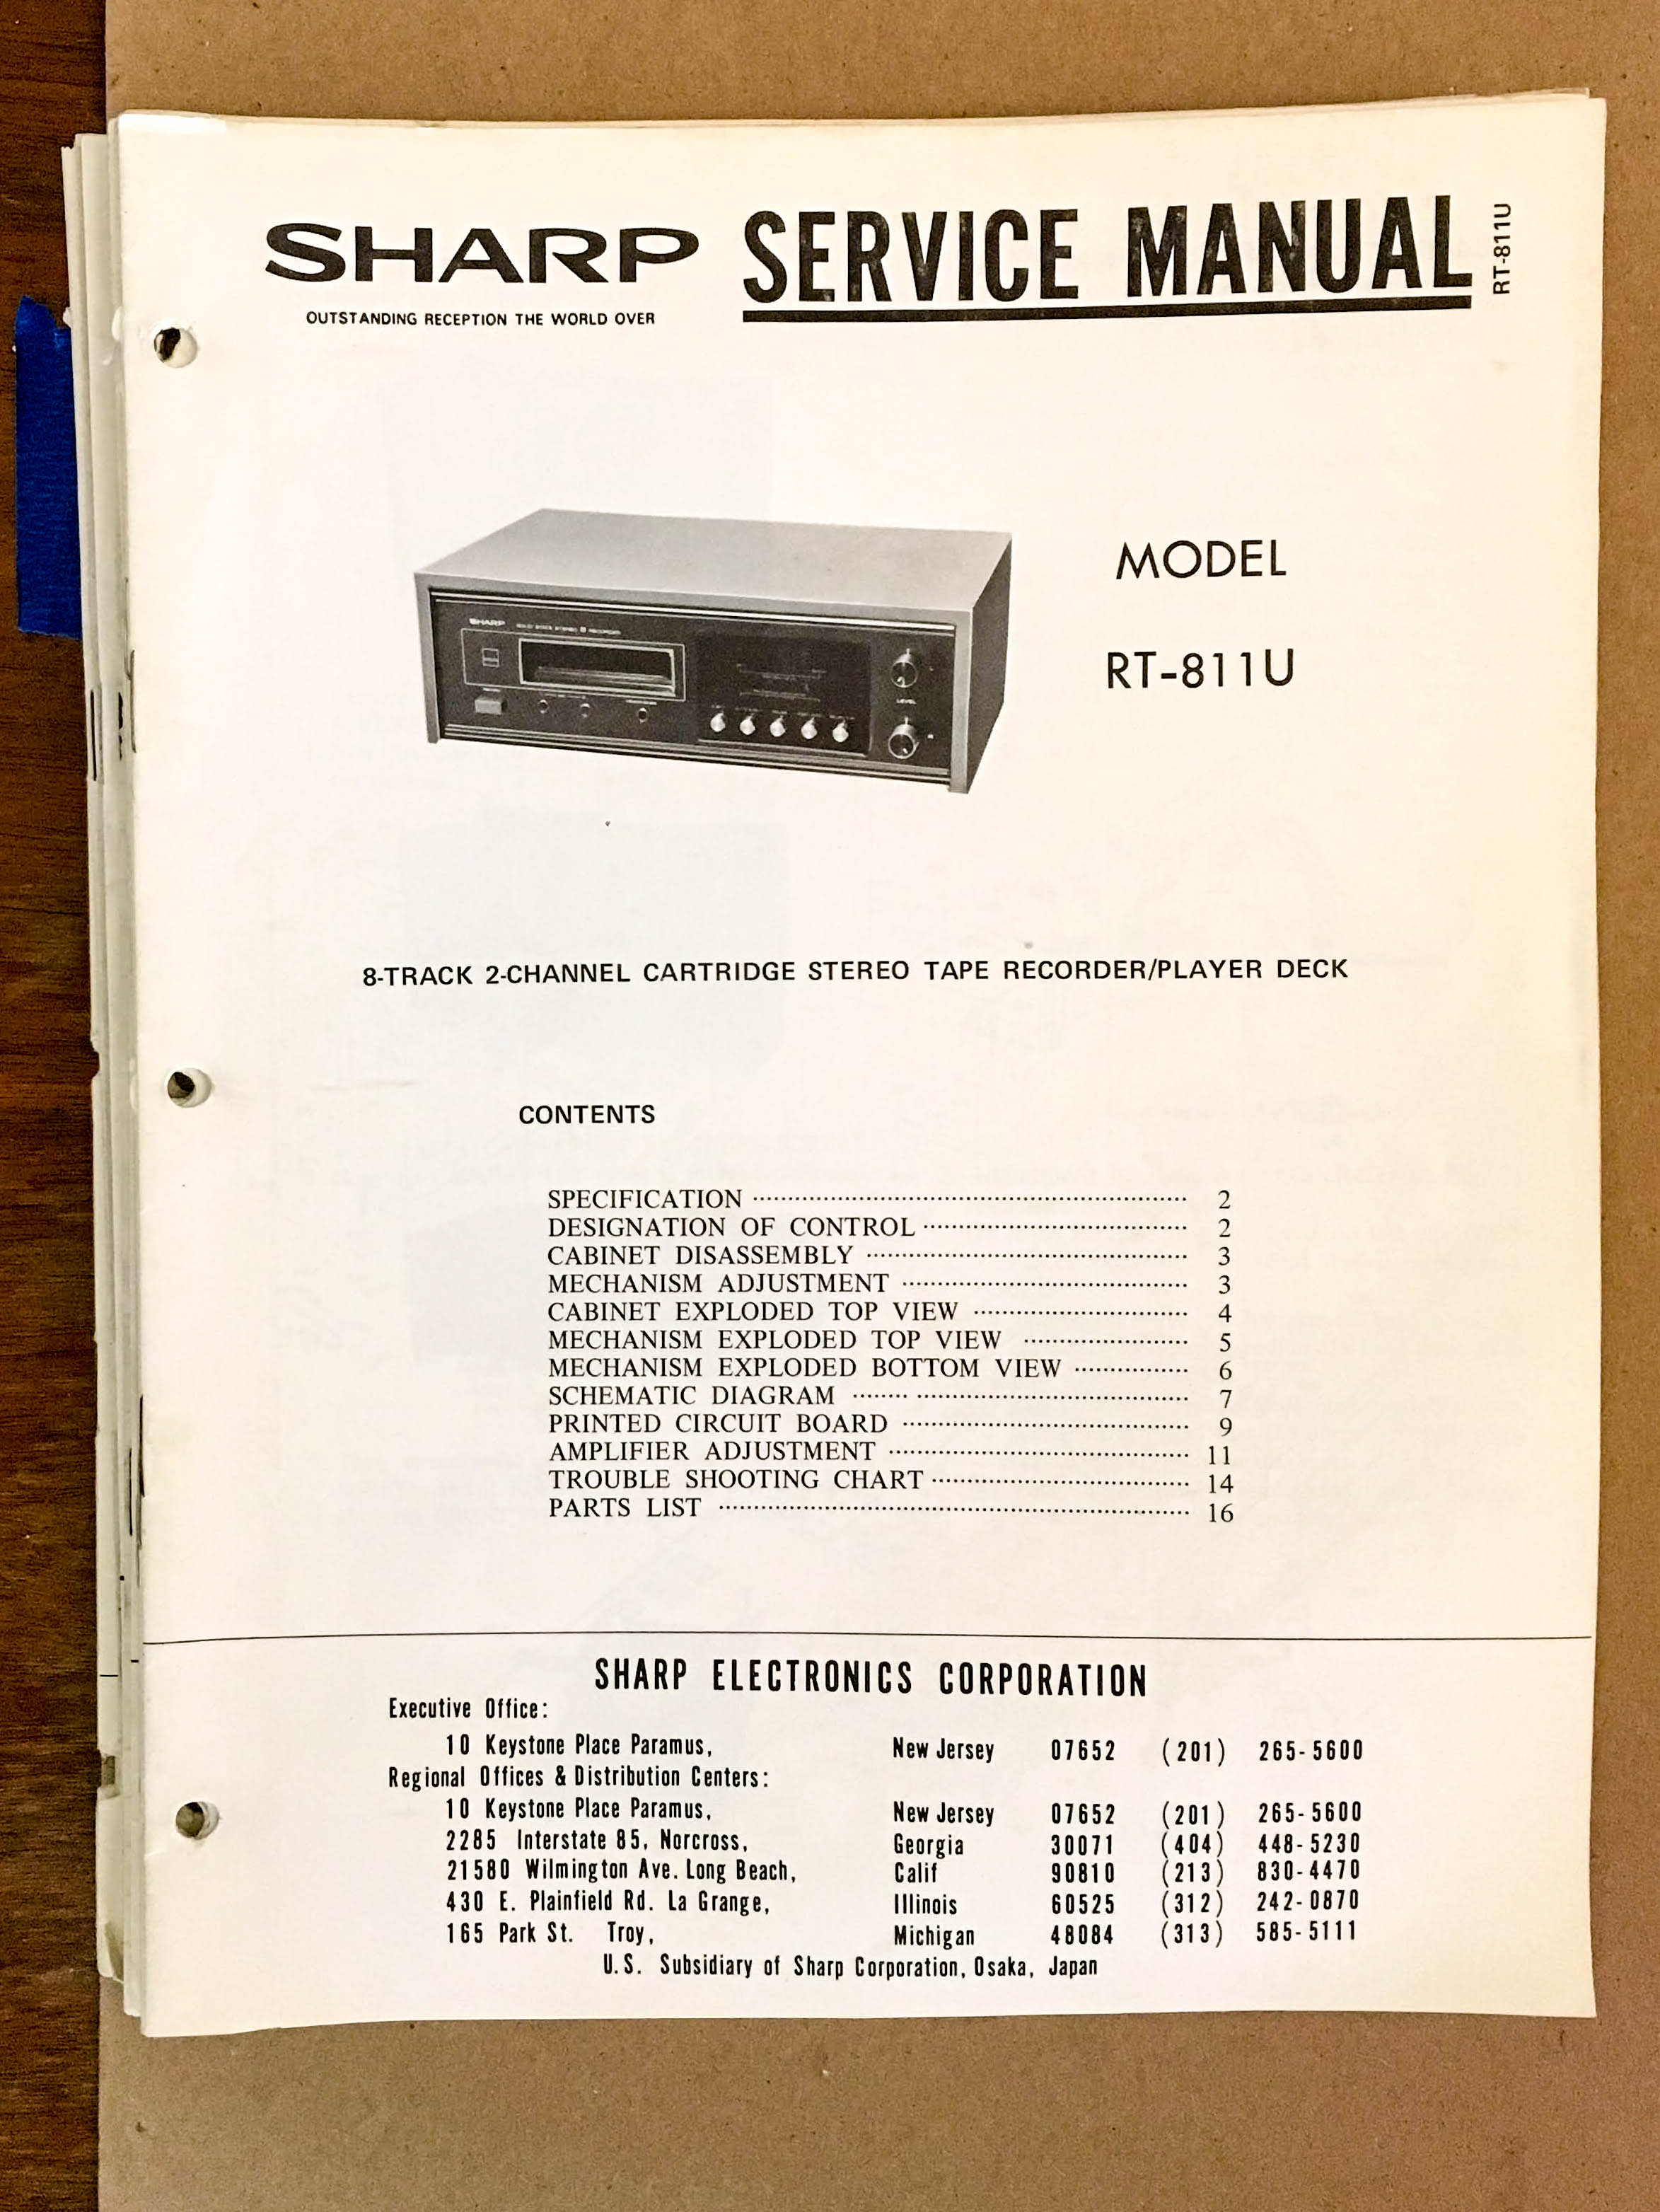 SHARP SERVICE MANUAL
RT-811U
OUTSTANDING RECEPTION THE WORLD OVER
MODEL
RT-811U
SHARP
LEVEL
8-TRACK 2-CHANNEL CARTRIDGE STEREO TAPE RECORDER/PLAYER DECK
CONTENTS
SPECIFICATION ........ 2
DESIGNATION OF CONTROL ........ 2
CABINET DISASSEMBLY ........ 3
MECHANISM ADJUSTMENT ........ 3
CABINET EXPLODED TOP VIEW ........ 4
MECHANISM EXPLODED TOP VIEW ........ 5
MECHANISM EXPLODED BOTTOM VIEW ........ 6
SCHEMATIC DIAGRAM ........ 7
PRINTED CIRCUIT BOARD ........ 9
AMPLIFIER ADJUSTMENT ........ 11
TROUBLE SHOOTING CHART ........ 14
PARTS LIST ........ 16
SHARP ELECTRONICS CORPORATION
Executive Office:
10 Keystone Place Paramus, New Jersey 07652 (201) 265-5600
Regional Offices & Distribution Centers:
10 Keystone Place Paramus, New Jersey 07652 (201) 265-5600
2285 Interstate 85, Norcross, Georgia 30071 (404) 448-5230
21580 Wilmington Ave. Long Beach, Calif 90810 (213) 830-4470
430 E. Plainfield Rd. La Grange, Illinois 60525 (312) 242-0870
165 Park St. Troy, Michigan 48084 (313) 585-5111
U.S. Subsidiary of Sharp Corporation, Osaka, Japan